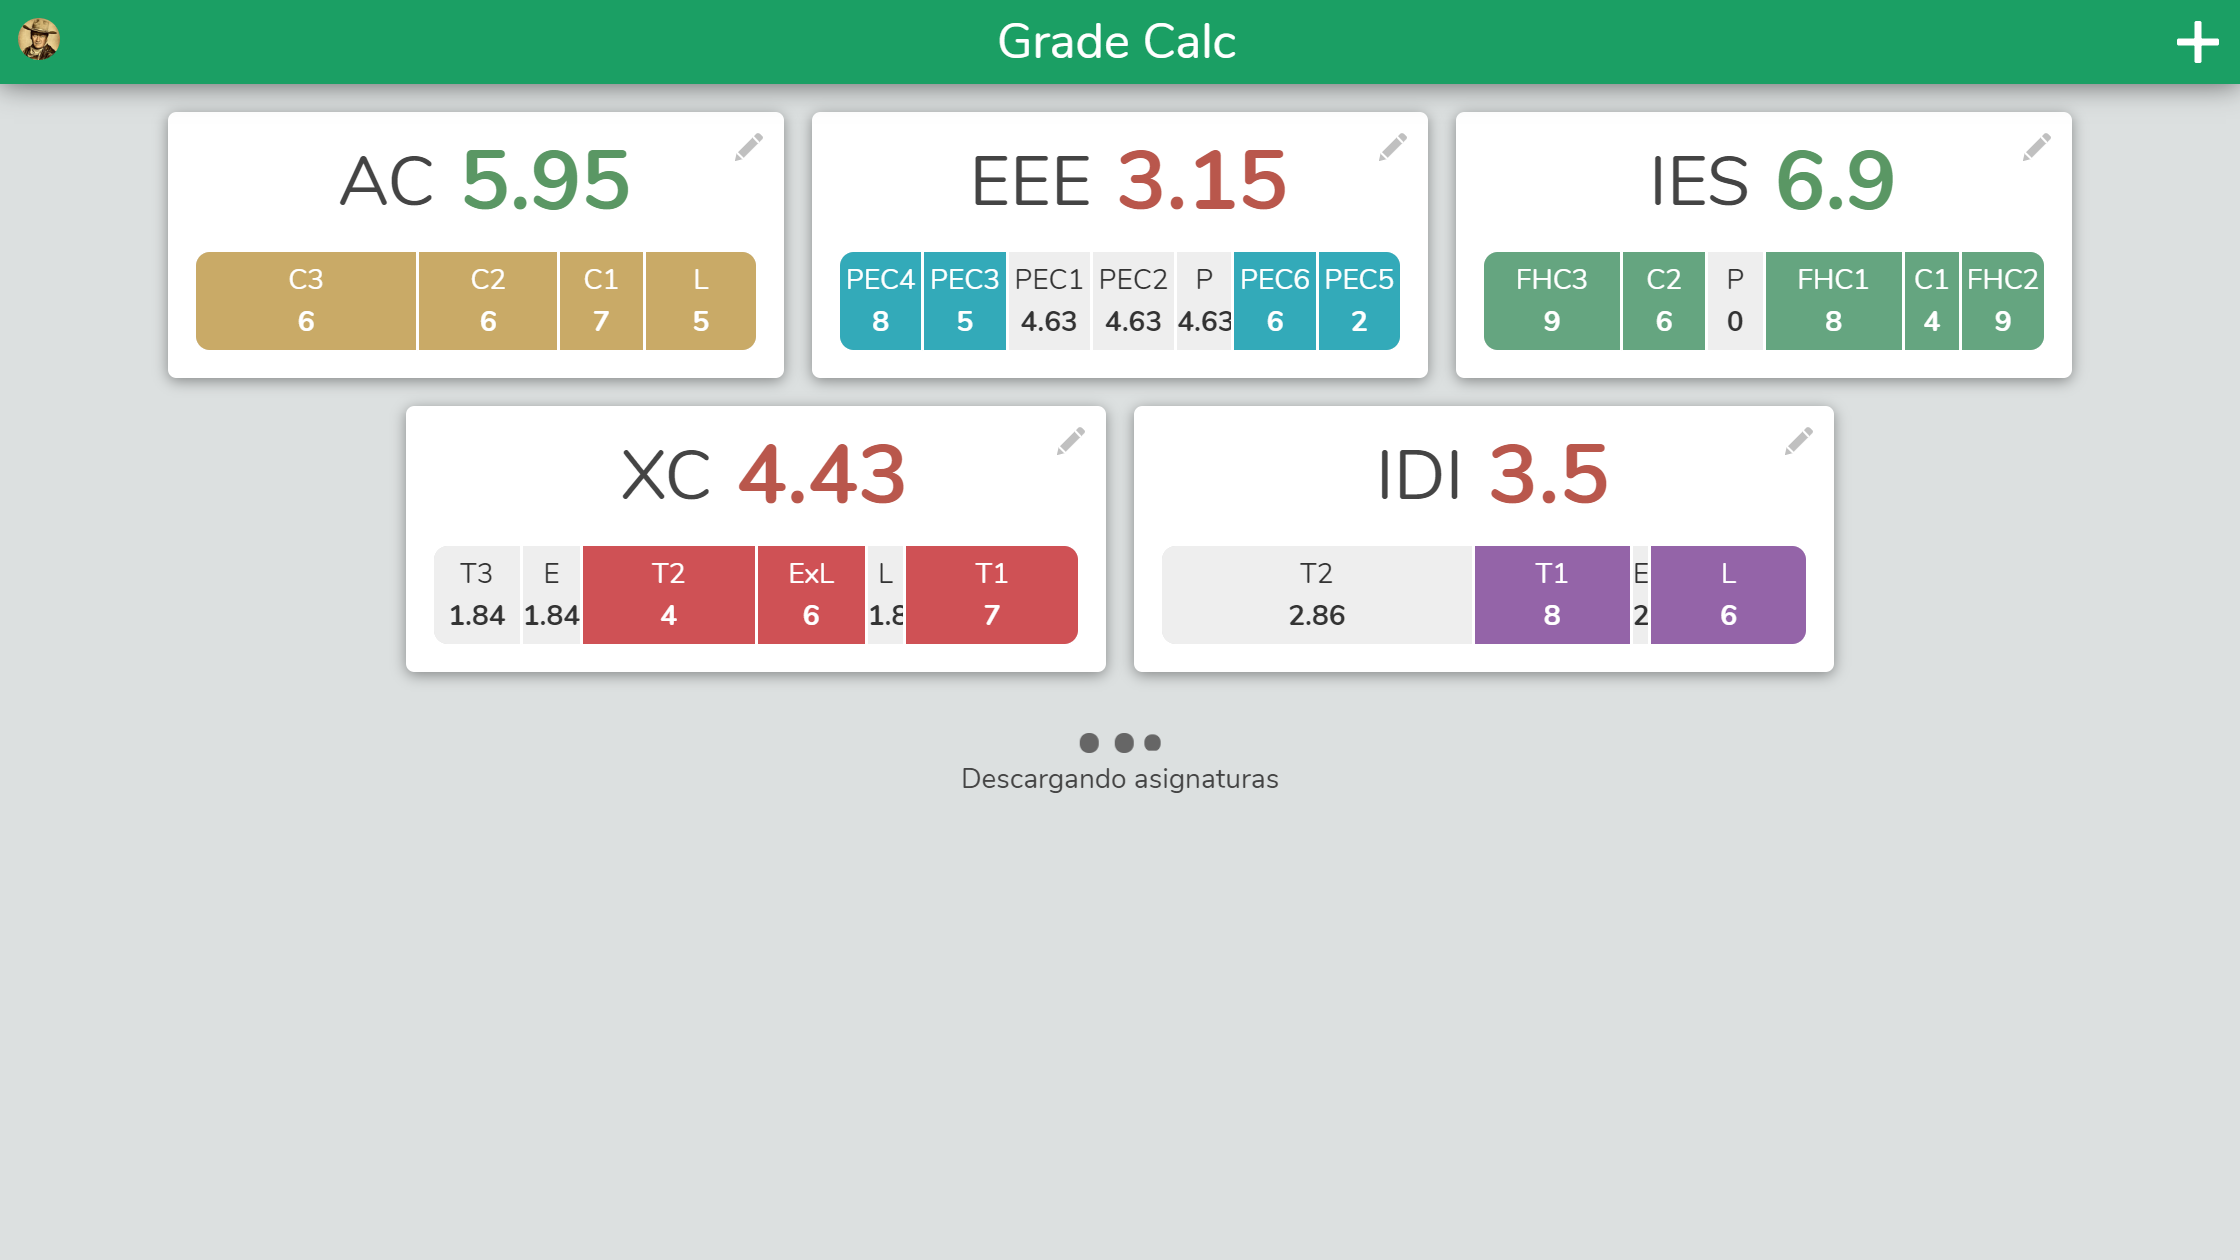 Grade Calc
AC 5.95
C3 C2 C1 L
6 6 7 5
EEE 3.15
PEC4 PEC3 PEC1 PEC2 P PEC6 PEC5
8 5 4.63 4.63 4.63 6 2
IES 6.9
FHC3 C2 P FHC1 C1 FHC2
9 6 0 8 4 9
XC 4.43
T3 E T2 ExL L T1
1.84 1.84 4 6 1.8 7
IDI 3.5
T2 T1 E L
2.86 8 2 6
Descargando asignaturas